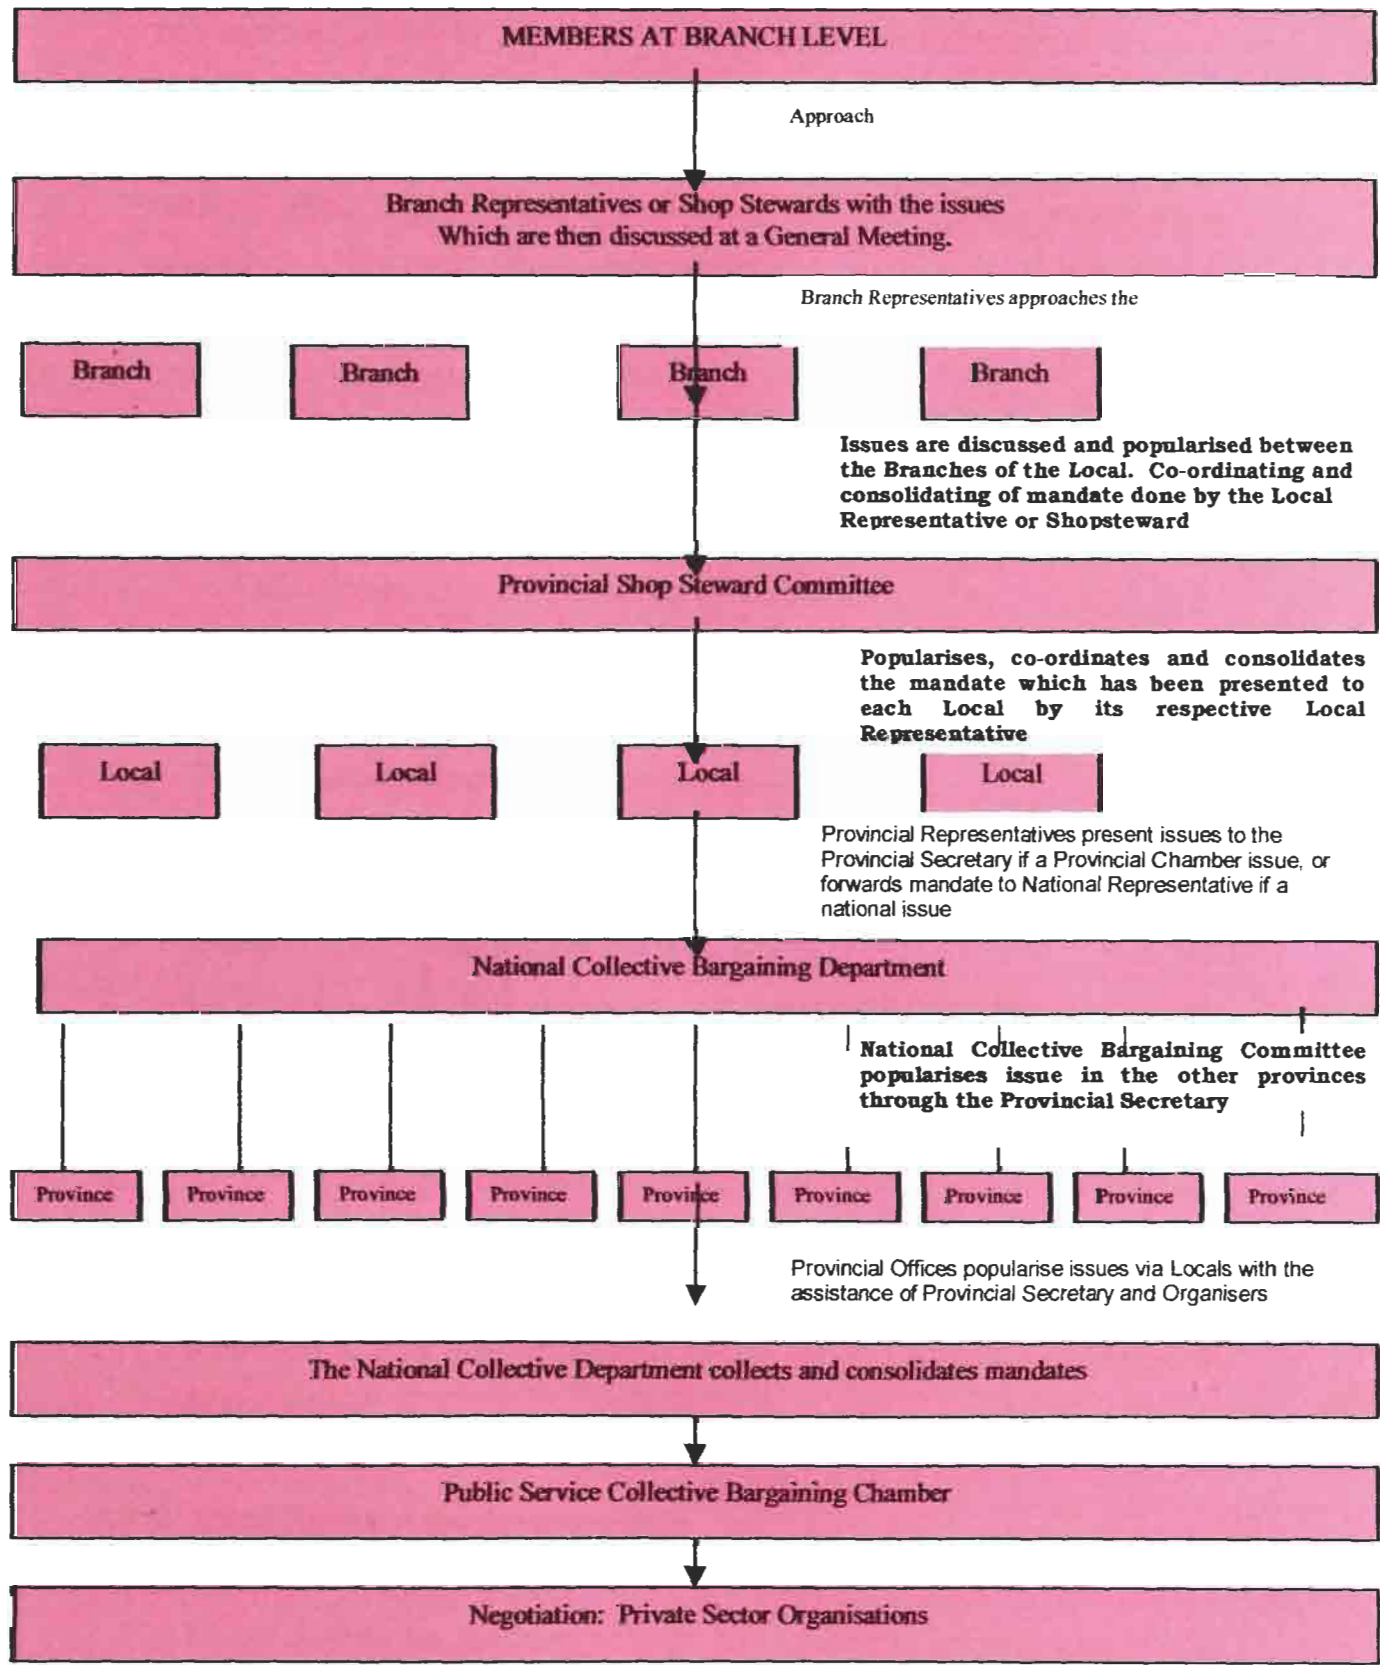 MEMBERS AT BRANCH LEVEL
Approach
Branch Representatives or Shop Stewards with the issues
Which are then discussed at a General Meeting.
Branch Representatives approaches the
Branch Branch Branch Branch
Issues are discussed and popularised between
the Branches of the Local. Co-ordinating and
consolidating of mandate done by the Local
Representative or Shopsteward
Provincial Shop Steward Committee
Popularises, co-ordinates and consolidates
the mandate which has been presented to
each Local by its respective Local
Representative
Local Local Local Local
Provincial Representatives present issues to the
Provincial Secretary if a Provincial Chamber issue, or
forwards mandate to National Representative if a
national issue
National Collective Bargaining Department
National Collective Bargaining Committee
popularises issue in the other provinces
through the Provincial Secretary
Province Province Province Province Province Province Province Province Province
Provincial Offices popularise issues via Locals with the
assistance of Provincial Secretary and Organisers
The National Collective Department collects and consolidates mandates
Public Service Collective Bargaining Chamber
Negotiation: Private Sector Organisations